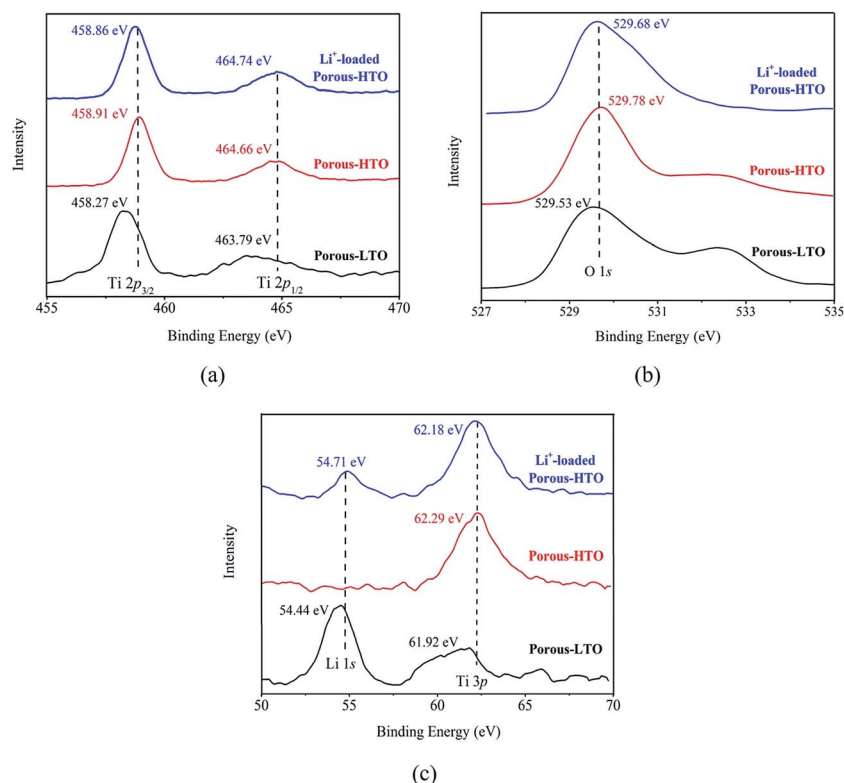 458.86 eV
464.74 eV
Li⁺-loaded
Porous-HTO
458.91 eV
464.66 eV
Porous-HTO
458.27 eV
463.79 eV
Porous-LTO
Ti 2p₃/₂
Ti 2p₁/₂
455 460 465 470
Binding Energy (eV)
Intensity
(a)
529.68 eV
Li⁺-loaded
Porous-HTO
529.78 eV
Porous-HTO
529.53 eV
Porous-LTO
O 1s
527 529 531 533 535
Binding Energy (eV)
Intensity
(b)
62.18 eV
54.71 eV
Li⁺-loaded
Porous-HTO
62.29 eV
Porous-HTO
54.44 eV
61.92 eV
Porous-LTO
Li 1s
Ti 3p
50 55 60 65 70
Binding Energy (eV)
Intensity
(c)